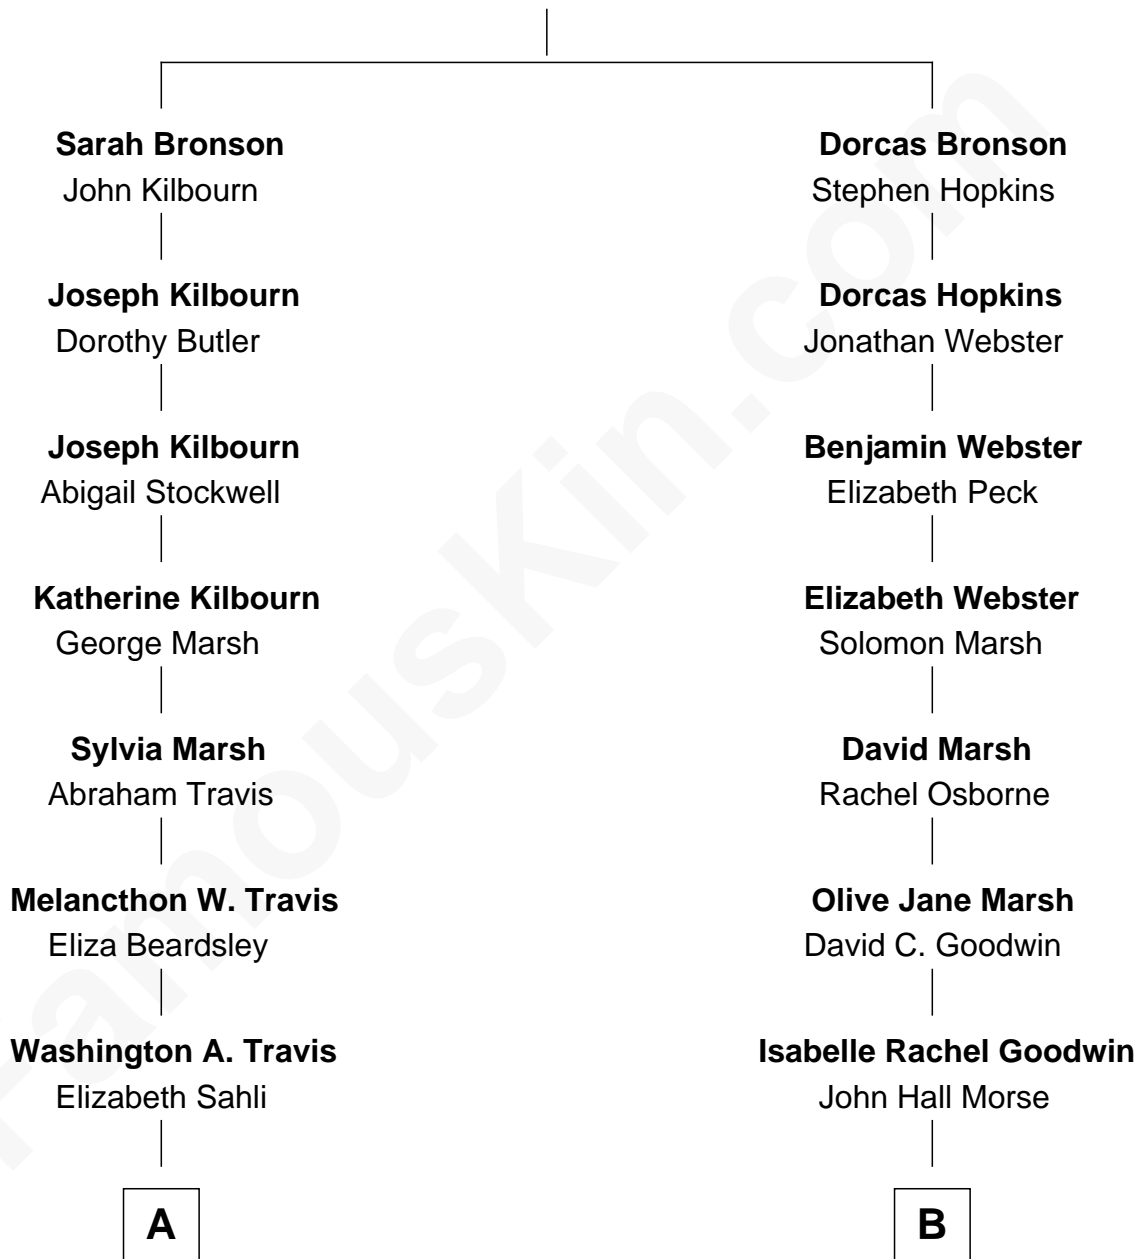 Sarah Bronson
John Kilbourn
Joseph Kilbourn
Dorothy Butler
Joseph Kilbourn
Abigail Stockwell
Katherine Kilbourn
George Marsh
Sylvia Marsh
Abraham Travis
Melancthon W. Travis
Eliza Beardsley
Washington A. Travis
Elizabeth Sahli
A
Dorcas Bronson
Stephen Hopkins
Dorcas Hopkins
Jonathan Webster
Benjamin Webster
Elizabeth Peck
Elizabeth Webster
Solomon Marsh
David Marsh
Rachel Osborne
Olive Jane Marsh
David C. Goodwin
Isabelle Rachel Goodwin
John Hall Morse
B
FamousKin.com